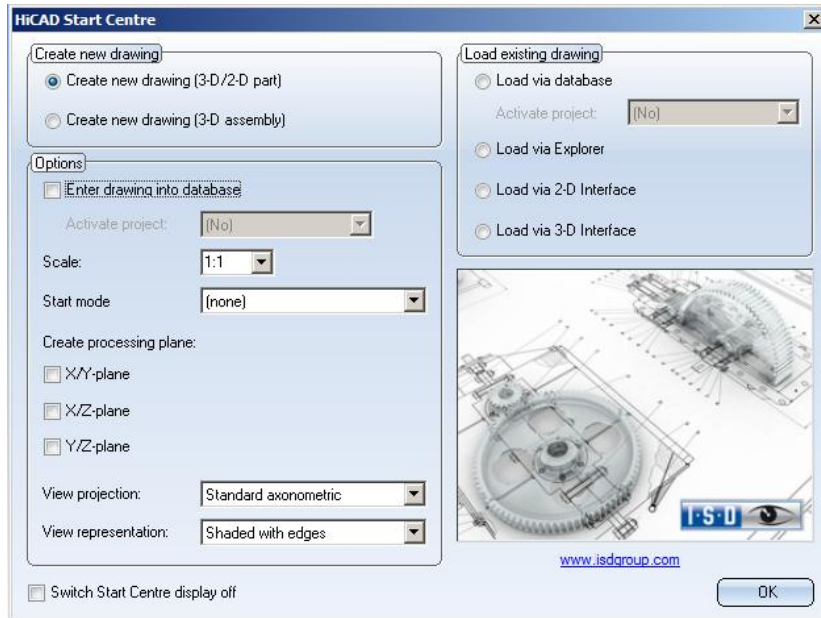 HiCAD Start Centre
Create new drawing
Create new drawing (3-D/2-D part)
Create new drawing (3-D assembly)
Options
Enter drawing into database
Activate project: (No)
Scale: 1:1
Start mode (none)
Create processing plane:
X/Y-plane
X/Z-plane
Y/Z-plane
View projection: Standard axonometric
View representation: Shaded with edges
Switch Start Centre display off
Load existing drawing
Load via database
Activate project: (No)
Load via Explorer
Load via 2-D Interface
Load via 3-D Interface
I·S·D
www.isdgroup.com
OK